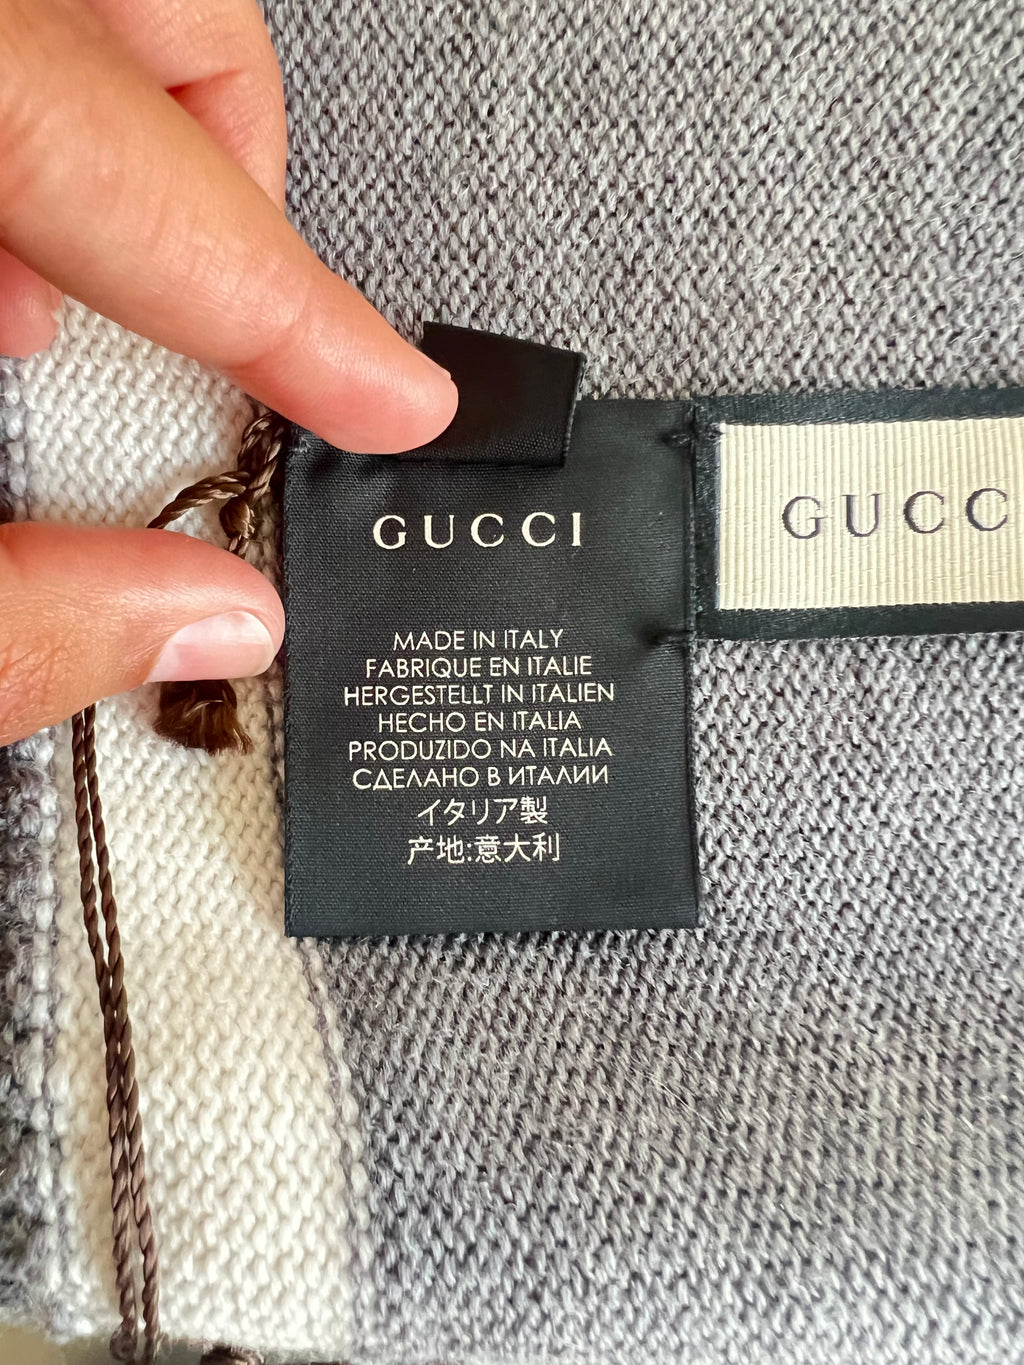 GUCCI
MADE IN ITALY
FABRIQUE EN ITALIE
HERGESTELLT IN ITALIEN
HECHO EN ITALIA
PRODUZIDO NA ITALIA
СДЕЛАНО В ИТАЛИИ
イタリア製
产地:意大利
GUCC